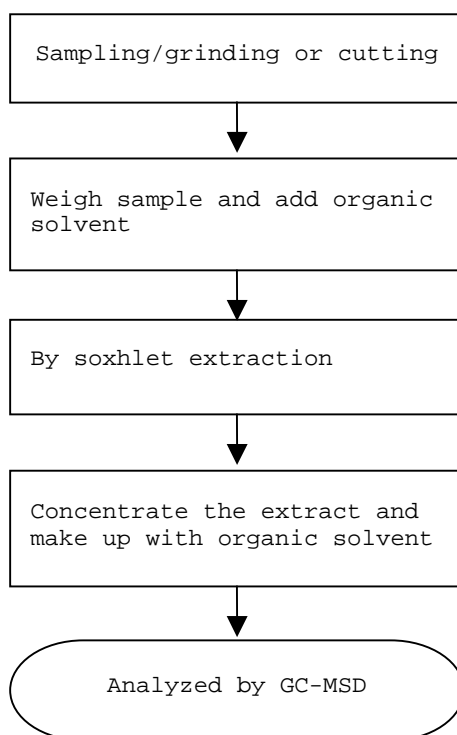 Sampling/grinding or cutting
Weigh sample and add organic
solvent
By soxhlet extraction
Concentrate the extract and
make up with organic solvent
Analyzed by GC-MSD